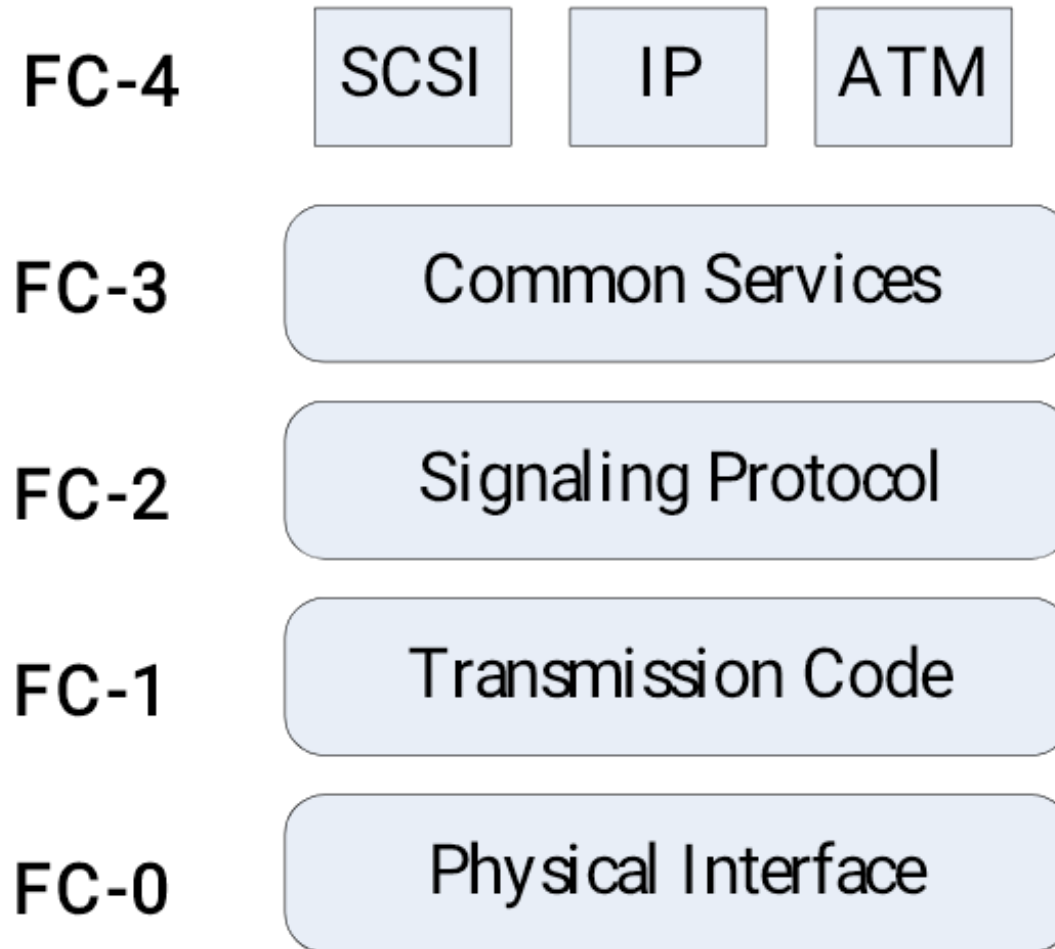 FC-4 SCSI IP ATM
FC-3 Common Services
FC-2 Signaling Protocol
FC-1 Transmission Code
FC-0 Physical Interface